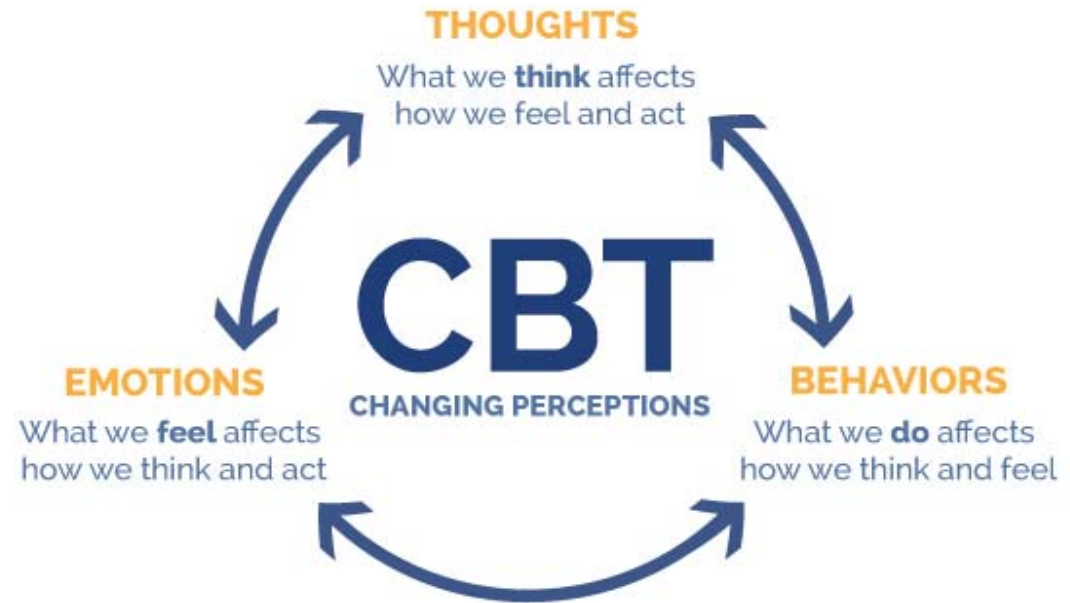 THOUGHTS
What we think affects
how we feel and act
CBT
CHANGING PERCEPTIONS
EMOTIONS
What we feel affects
how we think and act
BEHAVIORS
What we do affects
how we think and feel